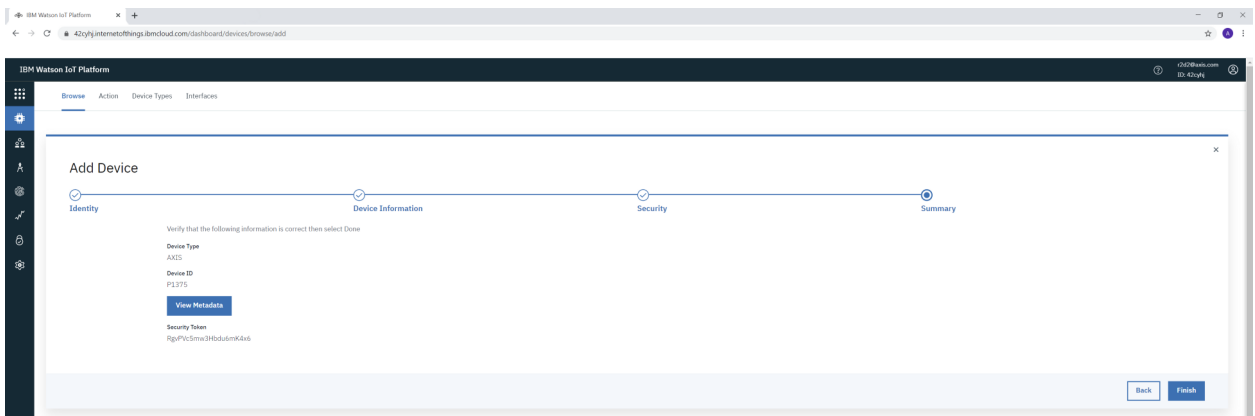 IBM Watson IoT Platform
42cyhj.internetofthings.ibmcloud.com/dashboard/devices/browse/add
A
IBM Watson IoT Platform
r2d2@axis.com
ID: 42cyhj
Browse Action Device Types Interfaces
Add Device
Identity Device Information Security Summary
Verify that the following information is correct then select Done
Device Type
AXIS
Device ID
P1375
View Metadata
Security Token
RgvPVc5mw3Hbdu6mK4x6
Back Finish